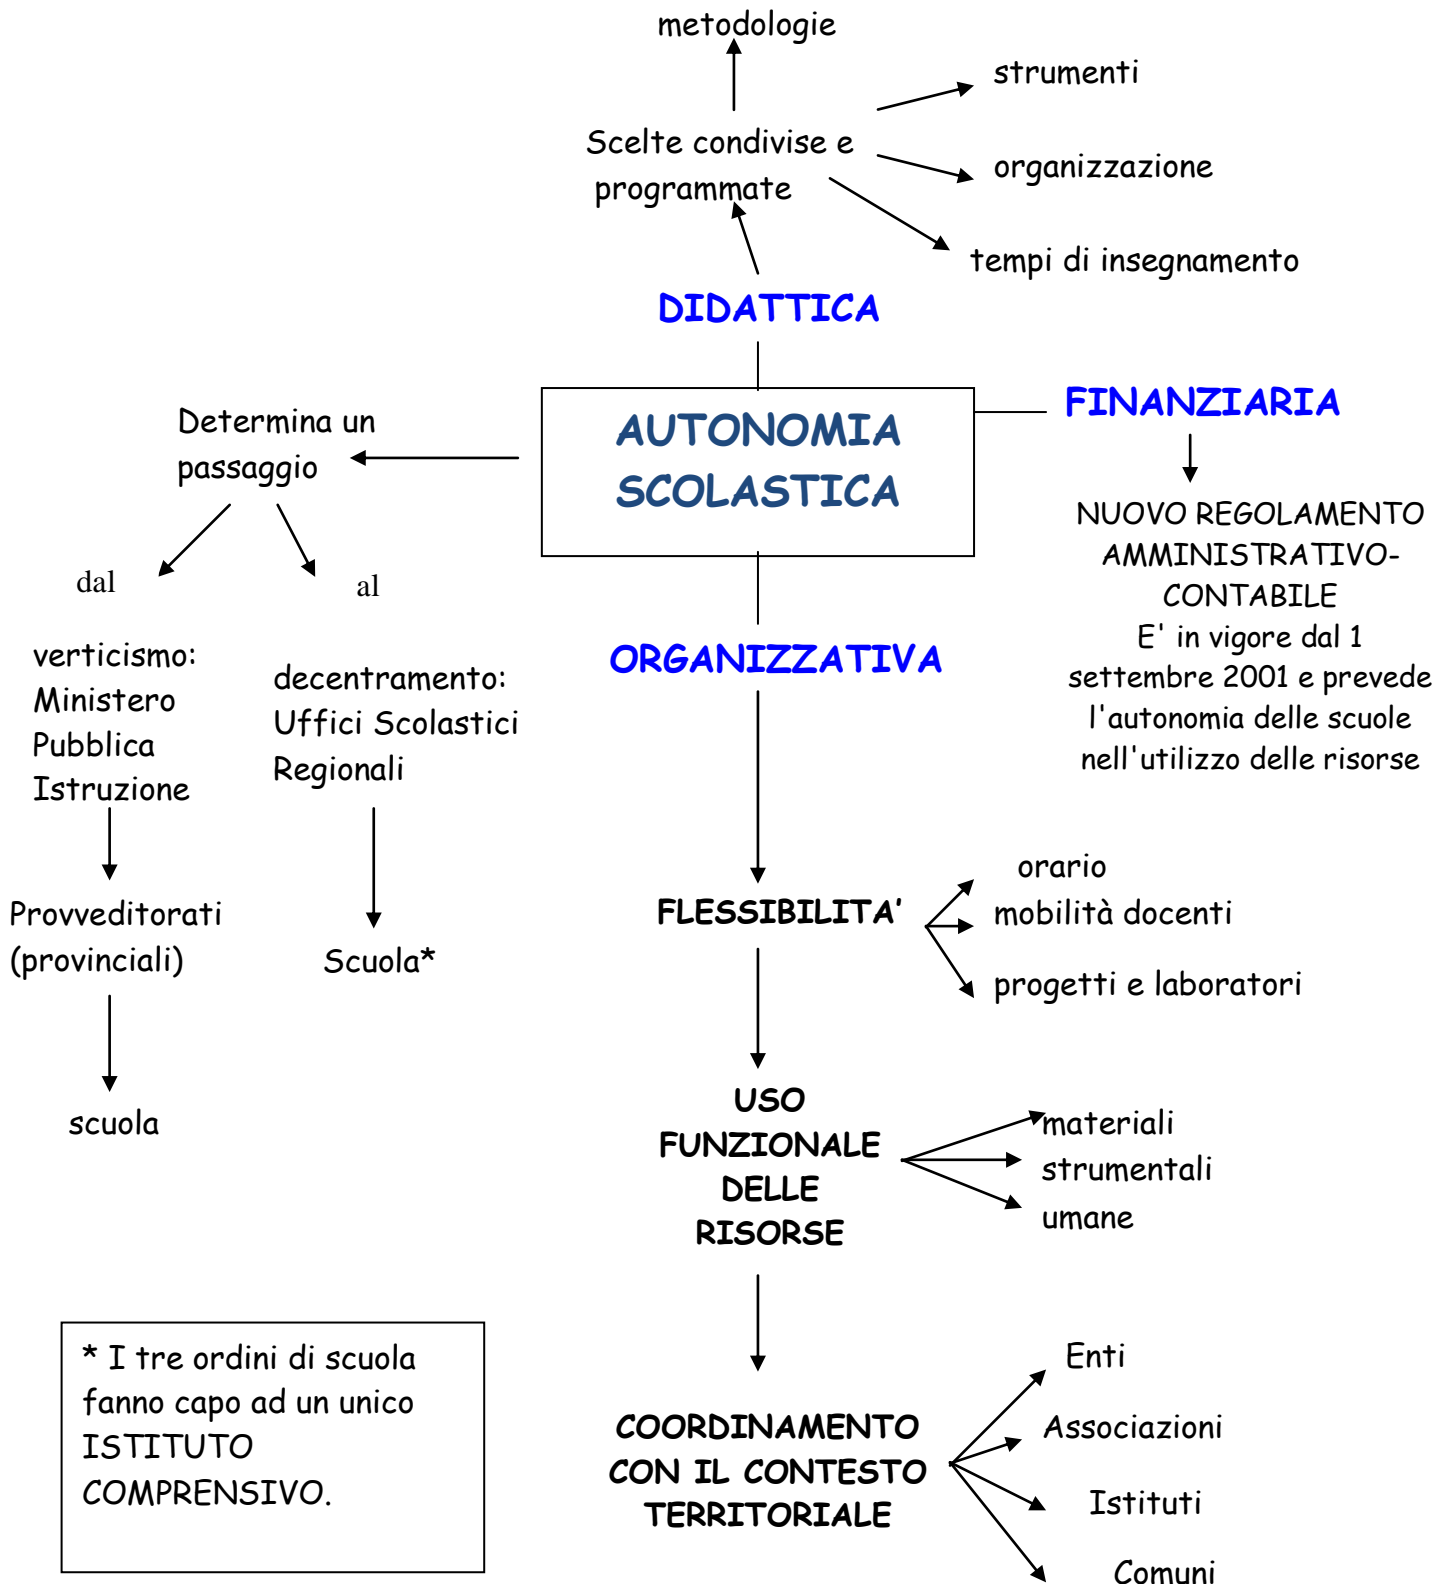 metodologie
strumenti
Scelte condivise e
programmate
organizzazione
tempi di insegnamento
DIDATTICA
AUTONOMIA
SCOLASTICA
FINANZIARIA
NUOVO REGOLAMENTO
AMMINISTRATIVO-
CONTABILE
E' in vigore dal 1
settembre 2001 e prevede
l'autonomia delle scuole
nell'utilizzo delle risorse
Determina un
passaggio
dal
al
verticismo:
Ministero
Pubblica
Istruzione
decentramento:
Uffici Scolastici
Regionali
Provveditorati
(provinciali)
Scuola*
scuola
ORGANIZZATIVA
FLESSIBILITA’
orario
mobilità docenti
progetti e laboratori
USO
FUNZIONALE
DELLE
RISORSE
materiali
strumentali
umane
COORDINAMENTO
CON IL CONTESTO
TERRITORIALE
Enti
Associazioni
Istituti
Comuni
* I tre ordini di scuola
fanno capo ad un unico
ISTITUTO
COMPRENSIVO.